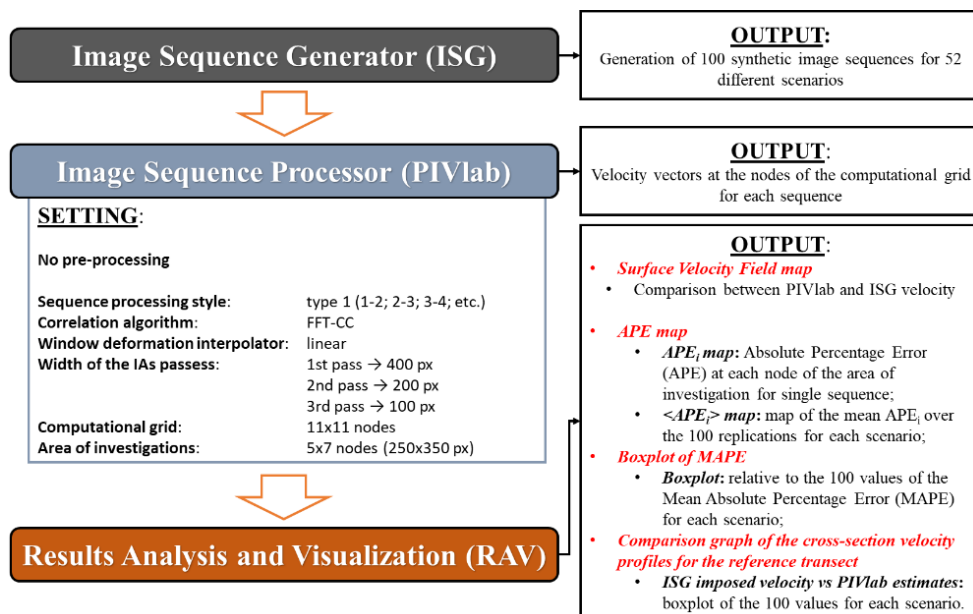 Image Sequence Generator (ISG)
OUTPUT:
Generation of 100 synthetic image sequences for 52
different scenarios
Image Sequence Processor (PIVlab)
OUTPUT:
Velocity vectors at the nodes of the computational grid
for each sequence
SETTING:
No pre-processing
Sequence processing style: type 1 (1-2; 2-3; 3-4; etc.)
Correlation algorithm: FFT-CC
Window deformation interpolator: linear
Width of the IAs passess: 1st pass → 400 px
2nd pass → 200 px
3rd pass → 100 px
Computational grid: 11x11 nodes
Area of investigations: 5x7 nodes (250x350 px)
Results Analysis and Visualization (RAV)
OUTPUT:
• Surface Velocity Field map
• Comparison between PIVlab and ISG velocity
• APE map
• APEi map: Absolute Percentage Error
(APE) at each node of the area of
investigation for single sequence;
• <APEi> map: map of the mean APEi over
the 100 replications for each scenario;
• Boxplot of MAPE
• Boxplot: relative to the 100 values of the
Mean Absolute Percentage Error (MAPE)
for each scenario;
• Comparison graph of the cross-section velocity
profiles for the reference transect
• ISG imposed velocity vs PIVlab estimates:
boxplot of the 100 values for each scenario.